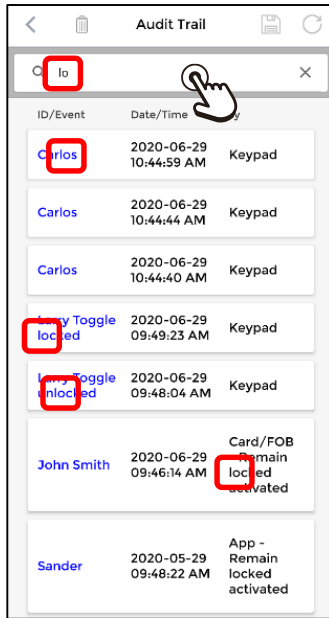 Audit Trail
lo
ID/Event Date/Time
Carlos 2020-06-29 10:44:59 AM Keypad
Carlos 2020-06-29 10:44:44 AM Keypad
Carlos 2020-06-29 10:44:40 AM Keypad
Larry Toggle locked 2020-06-29 09:49:23 AM Keypad
Larry Toggle unlocked 2020-06-29 09:48:04 AM Keypad
John Smith 2020-06-29 09:46:14 AM Card/FOB - Remain locked activated
Sander 2020-05-29 09:48:22 AM App - Remain locked activated